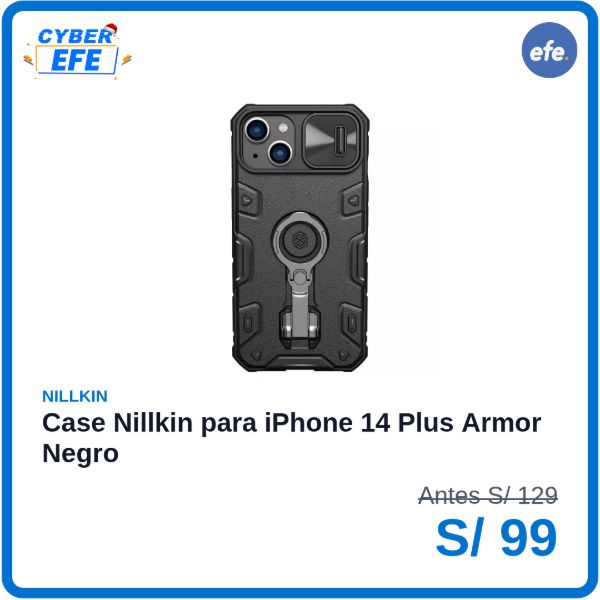 CYBER
EFE
efe.
NILLKIN
Case Nillkin para iPhone 14 Plus Armor
Negro
Antes S/ 129
S/ 99